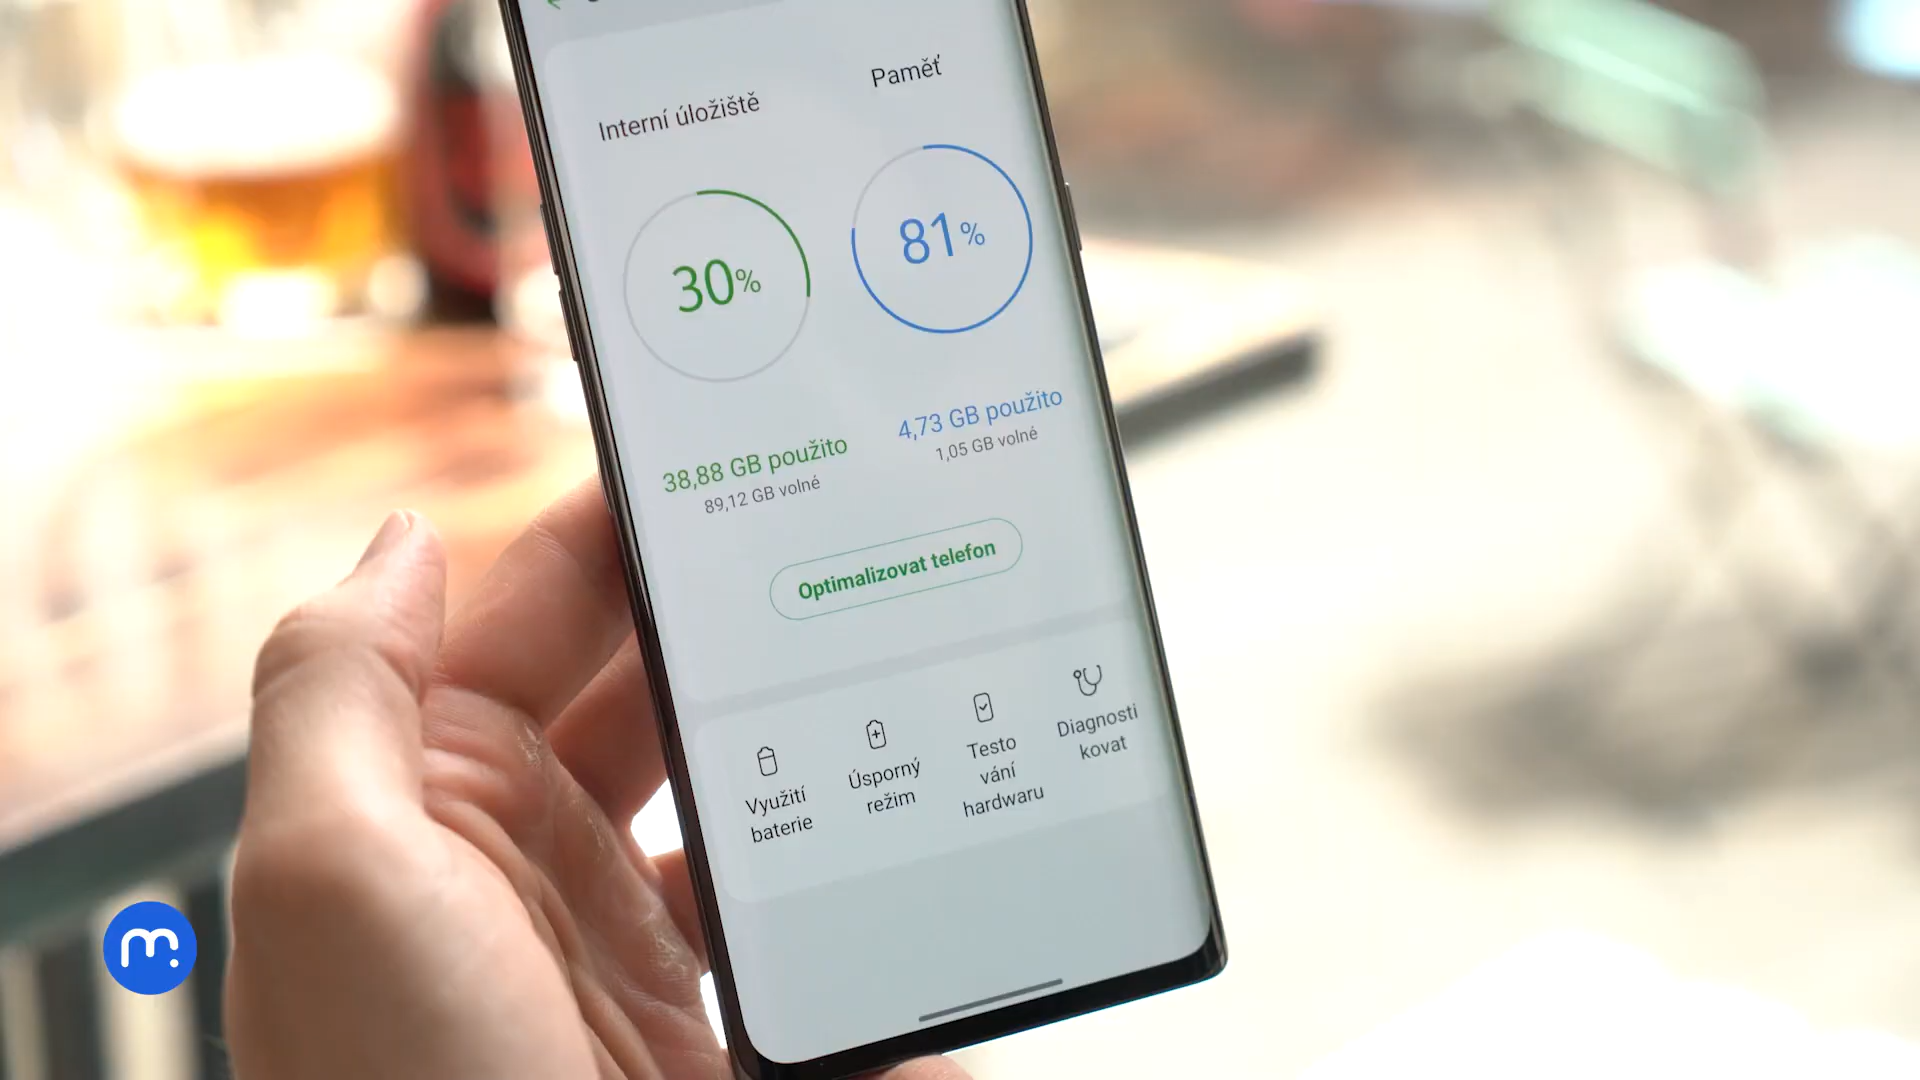 Interní úložiště
Paměť
30%
81%
38,88 GB použito
89,12 GB volné
4,73 GB použito
1,05 GB volné
Optimalizovat telefon
Využití
baterie
Úsporný
režim
Testo
vání
hardwaru
Diagnosti
kovat
m.